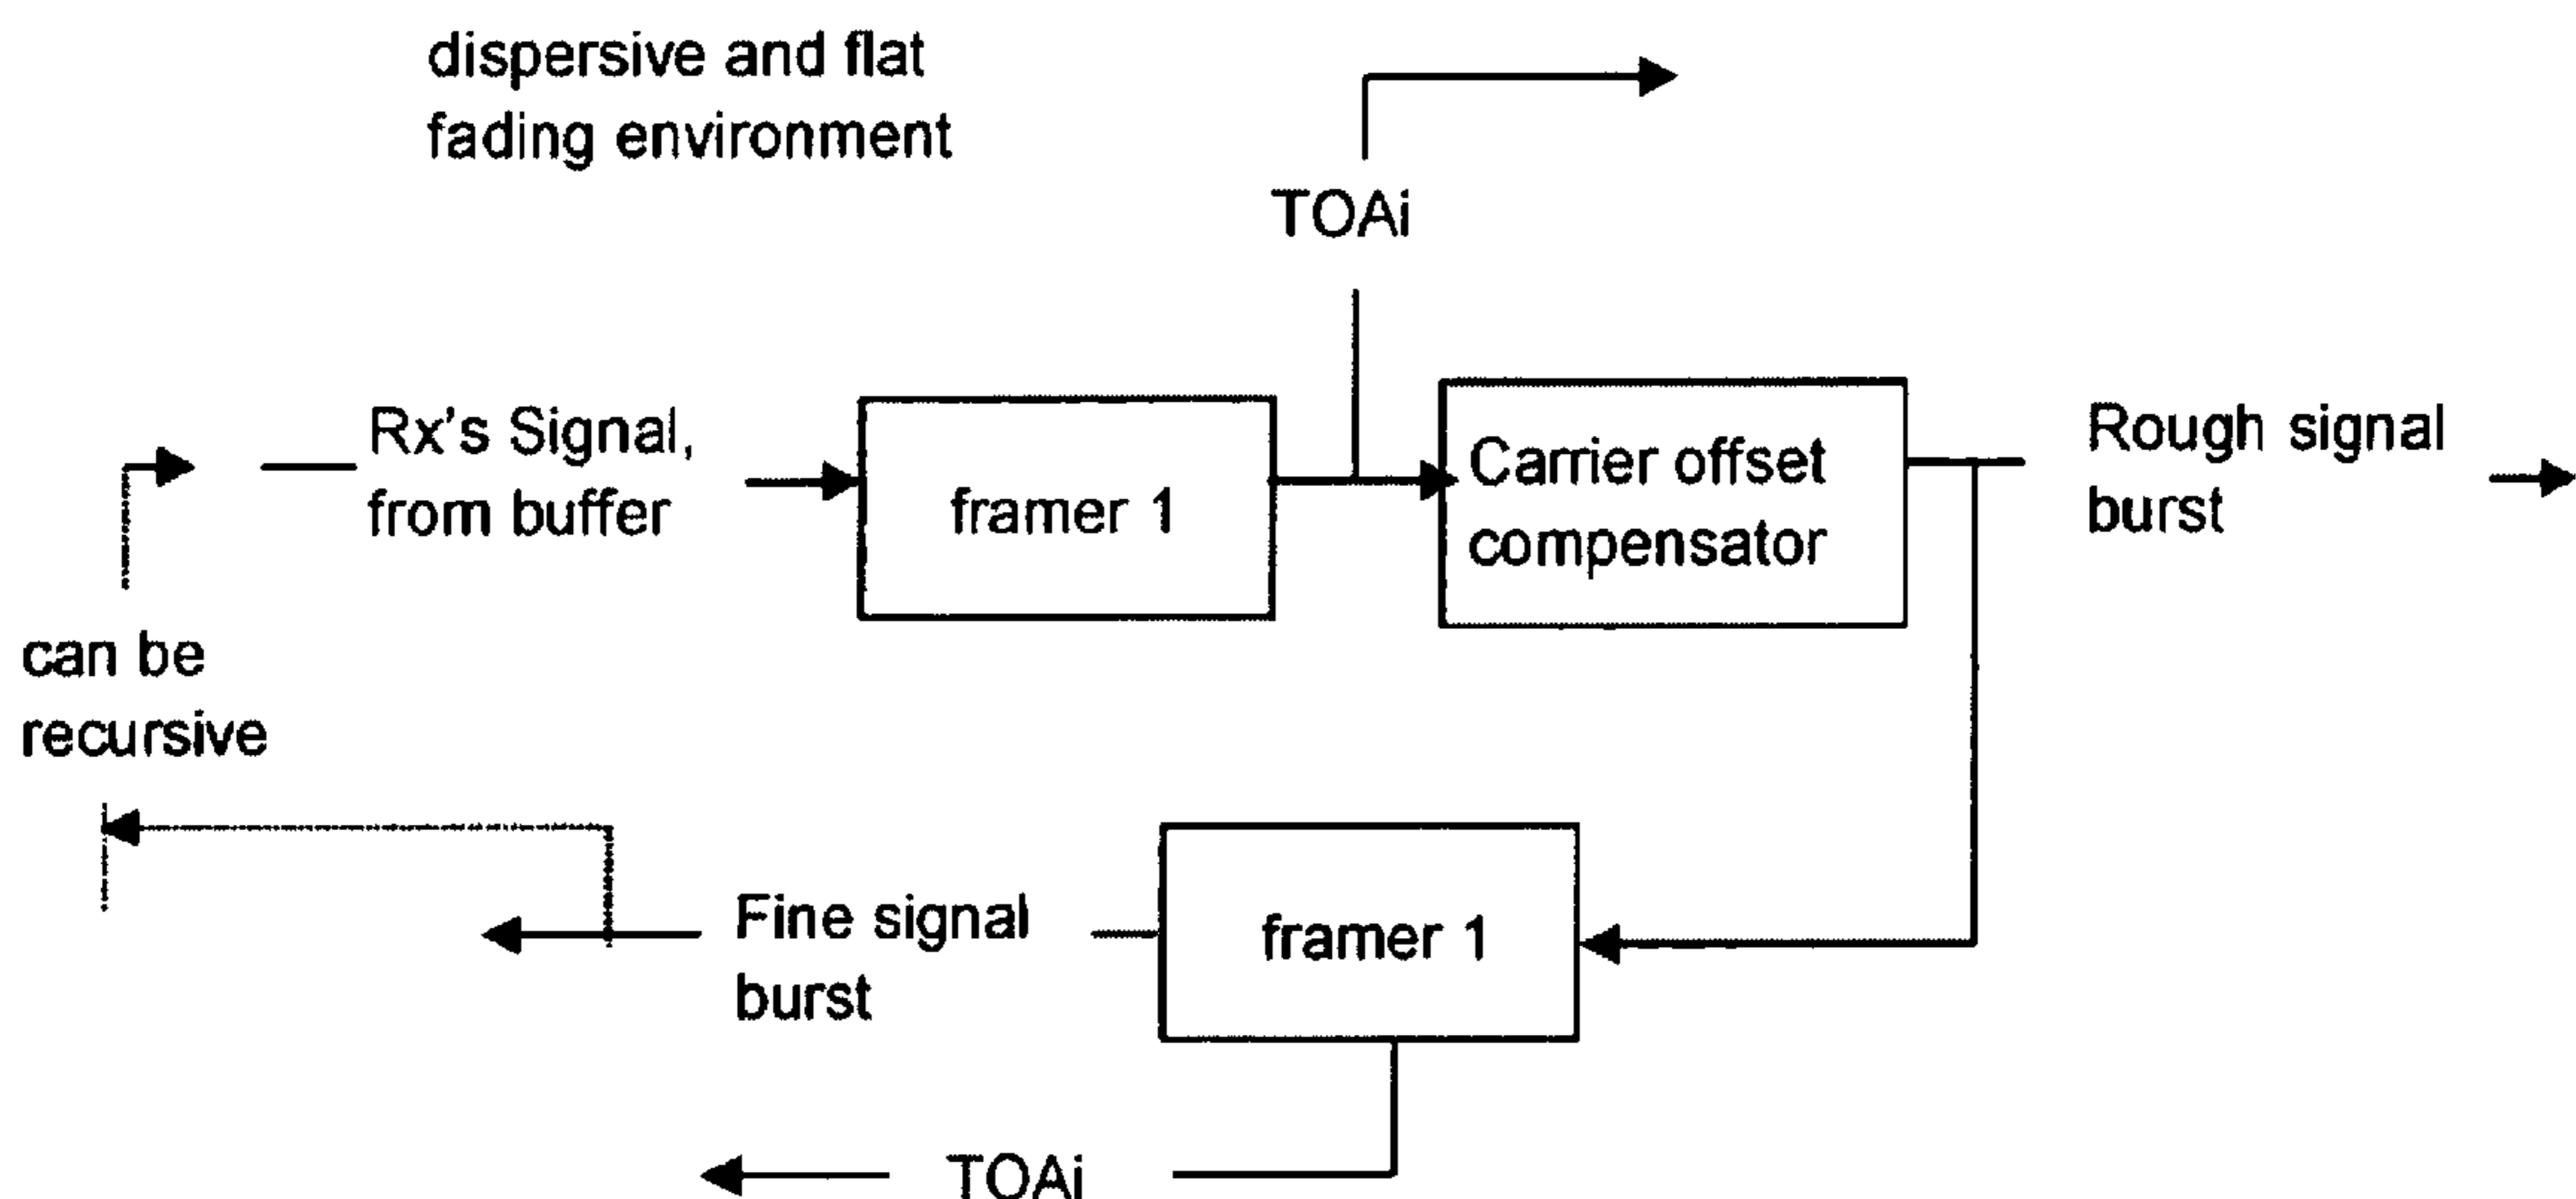 dispersive and flat
fading environment
TOAi
Rx's Signal,
from buffer
framer 1
Carrier offset
compensator
Rough signal
burst
can be
recursive
Fine signal
burst
framer 1
TOAi